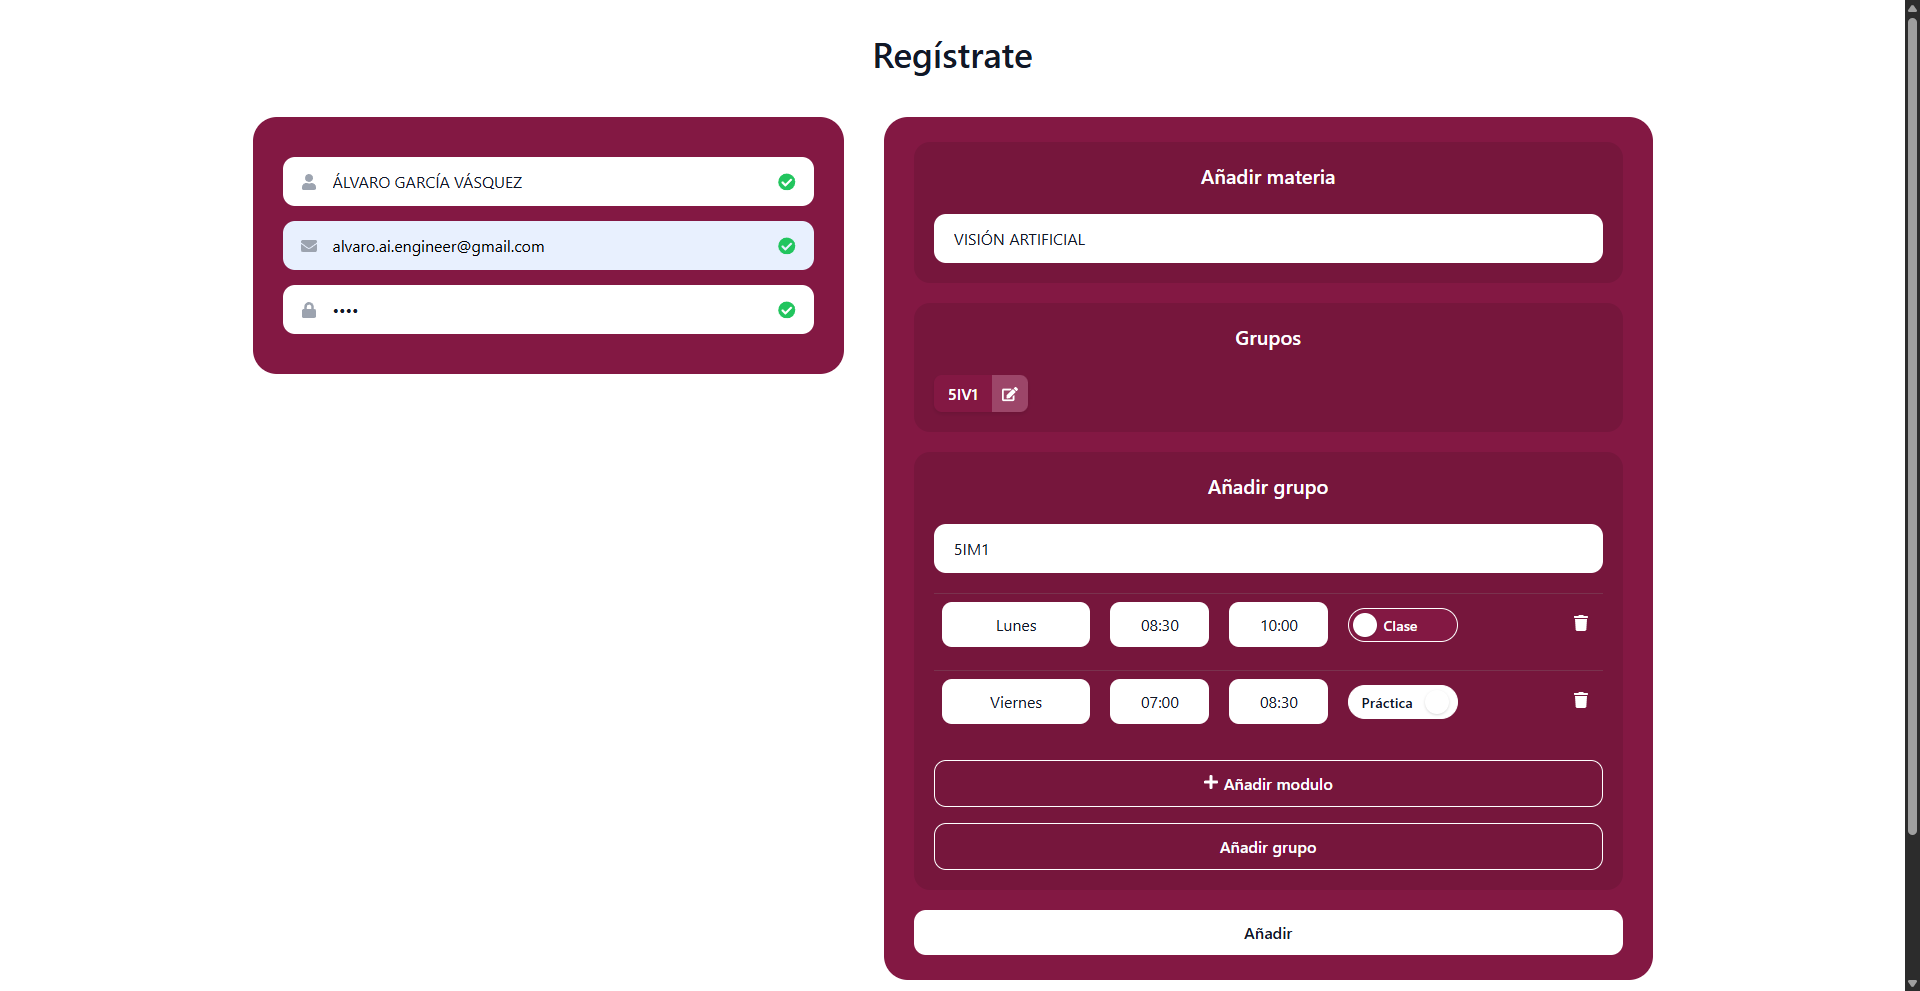 Regístrate
ÁLVARO GARCÍA VÁSQUEZ
alvaro.ai.engineer@gmail.com
••••
Añadir materia
VISIÓN ARTIFICIAL
Grupos
5IV1
Añadir grupo
5IM1
Lunes 08:30 10:00 Clase
Viernes 07:00 08:30 Práctica
Añadir modulo
Añadir grupo
Añadir